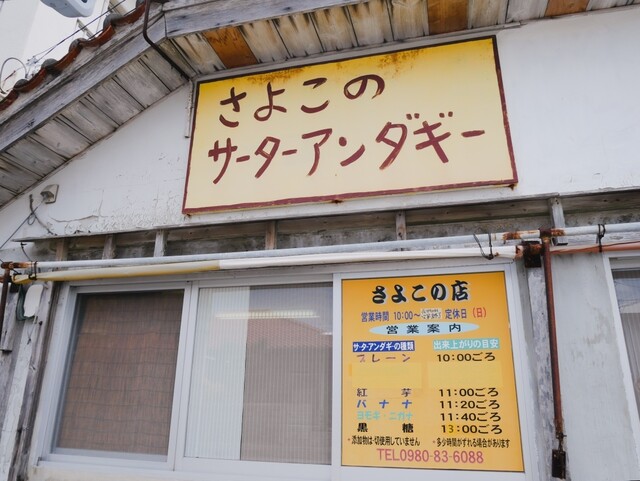 さよこの
サーターアンダギー
さよこの店
営業時間 10:00～ 定休日(日)
営業案内
サーターアンダギーの種類 出来上がりの目安
プレーン 10:00ごろ
紅芋 11:00ごろ
バナナ 11:20ごろ
ヨモギ・ニガナ 11:40ごろ
黒糖 13:00ごろ
・添加物は一切使用していません ・多少時間がずれる場合があります
TEL0980-83-6088